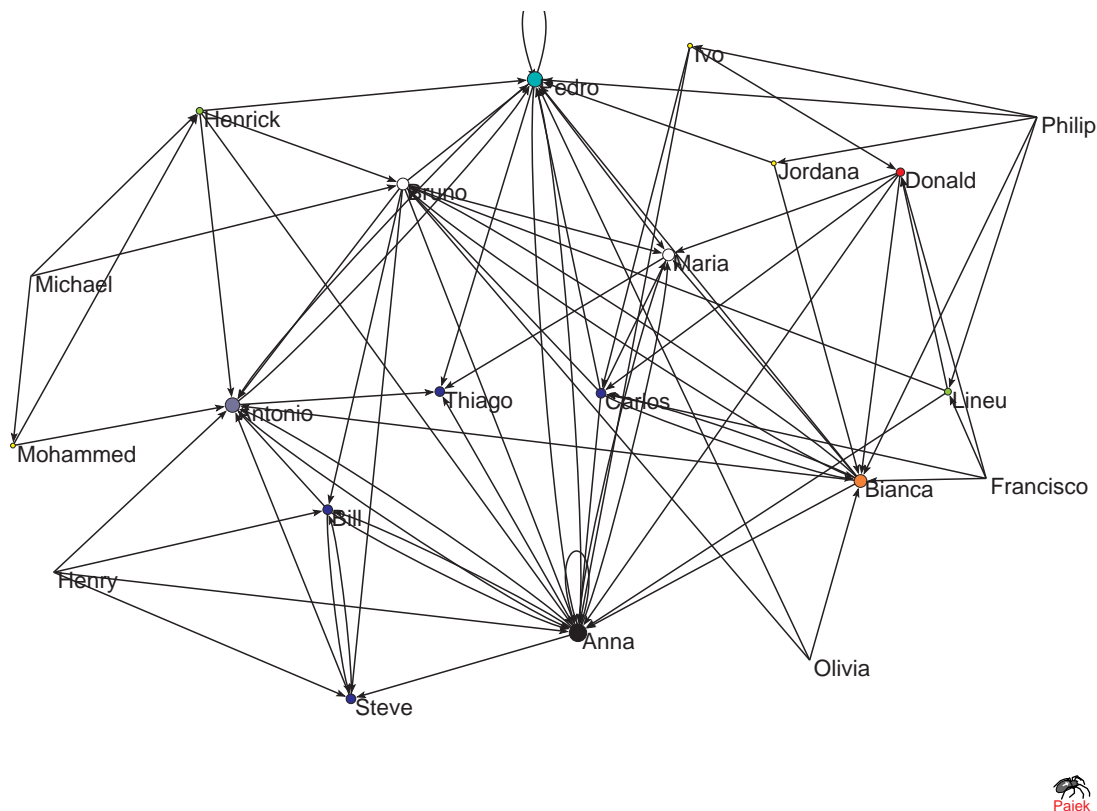 Ivo
Pedro
Henrick
Philip
Jordana
Donald
Bruno
Maria
Michael
Thiago
Carlos
Lineu
Antonio
Mohammed
Bianca
Francisco
Bill
Henry
Anna
Olivia
Steve
Pajek